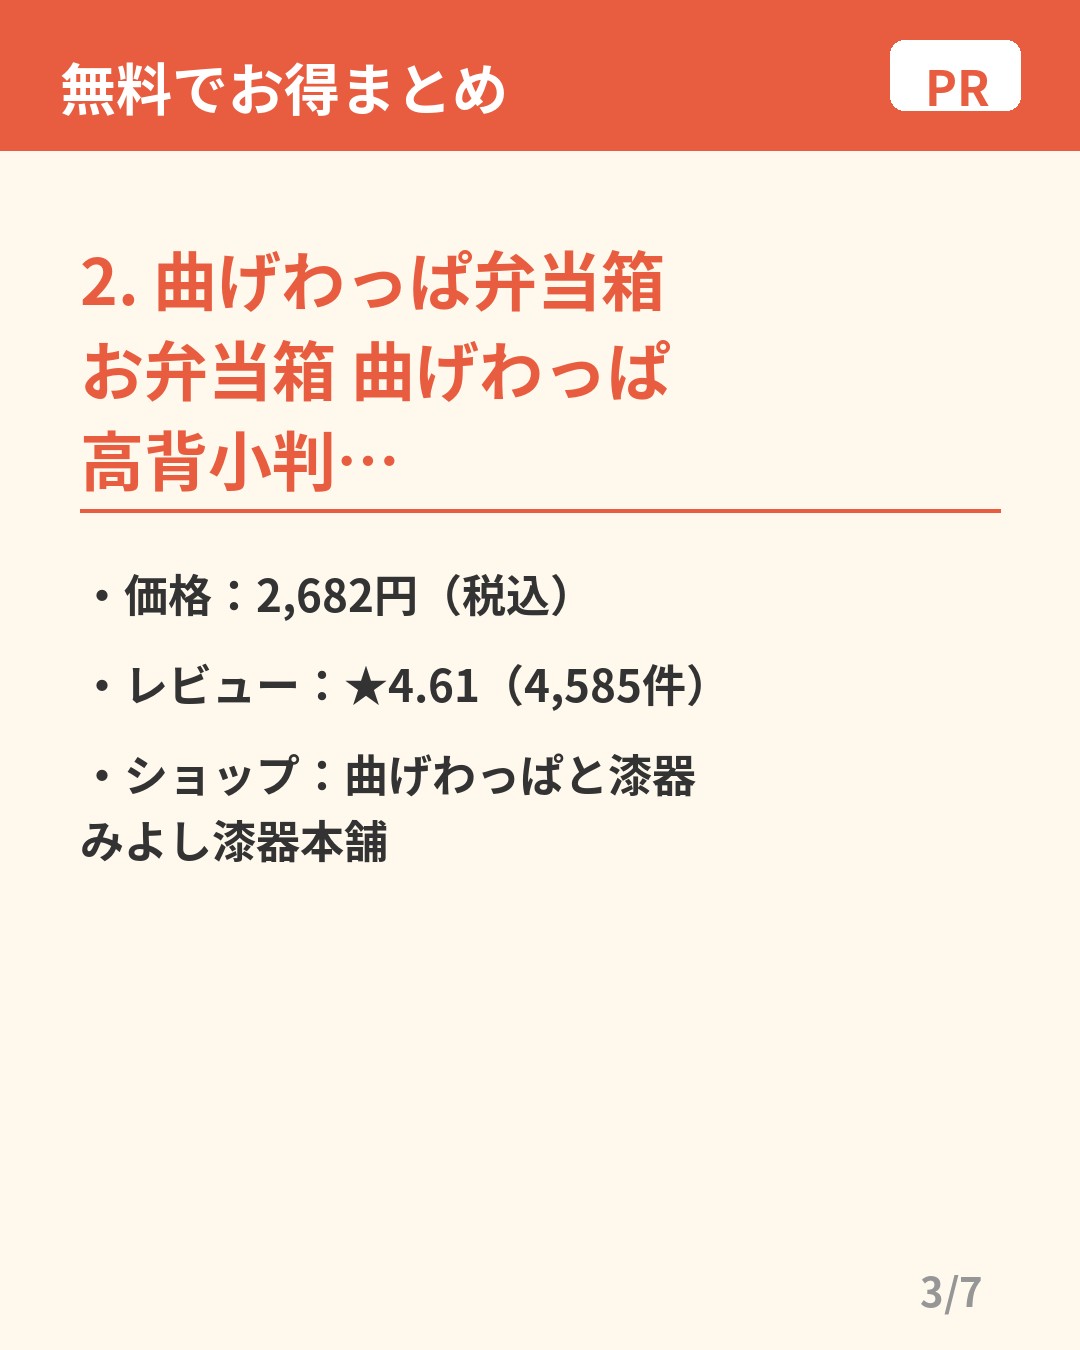 無料でお得まとめ
PR
2. 曲げわっぱ弁当箱
お弁当箱 曲げわっぱ
高背小判…
・価格：2,682円（税込）
・レビュー：★4.61（4,585件）
・ショップ：曲げわっぱと漆器
みよし漆器本舗
3/7